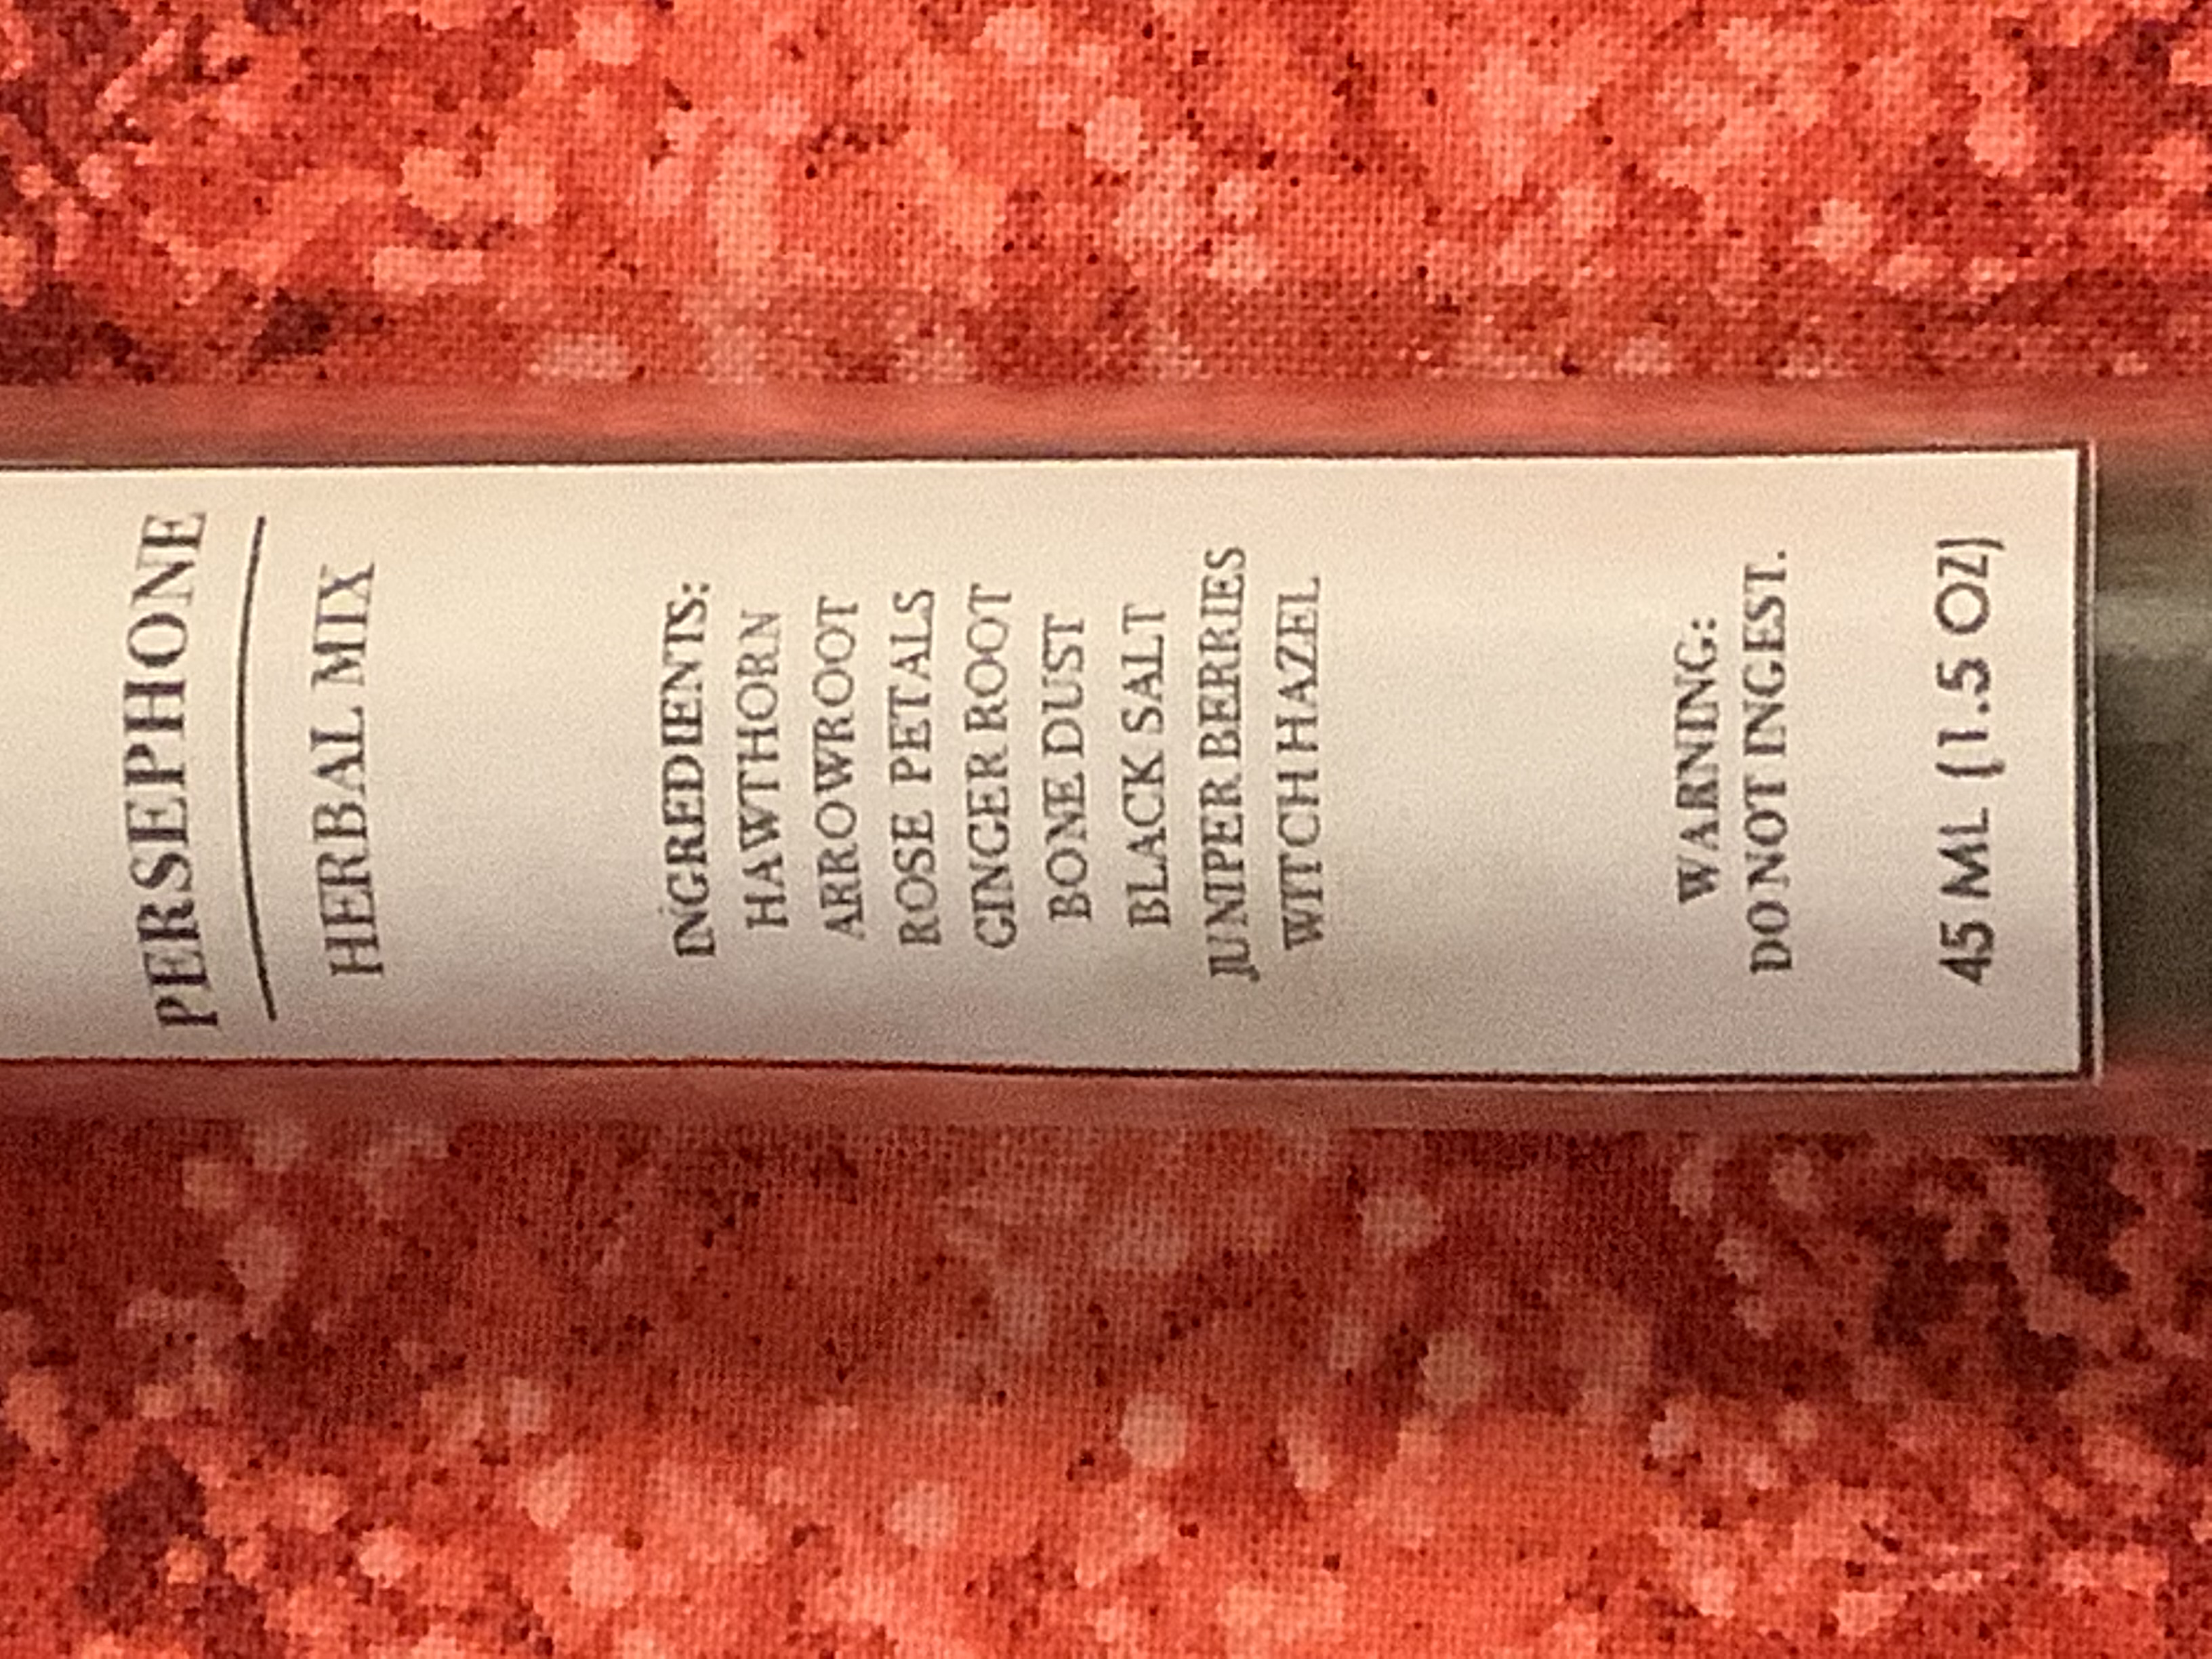 PERSEPHONE
HERBAL MIX
INGREDIENTS:
HAWTHORN
ARROWROOT
ROSE PETALS
GINGER ROOT
BONE DUST
BLACK SALT
JUNIPER BERRIES
WITCH HAZEL
WARNING:
DO NOT INGEST.
45 ML (1.5 OZ)